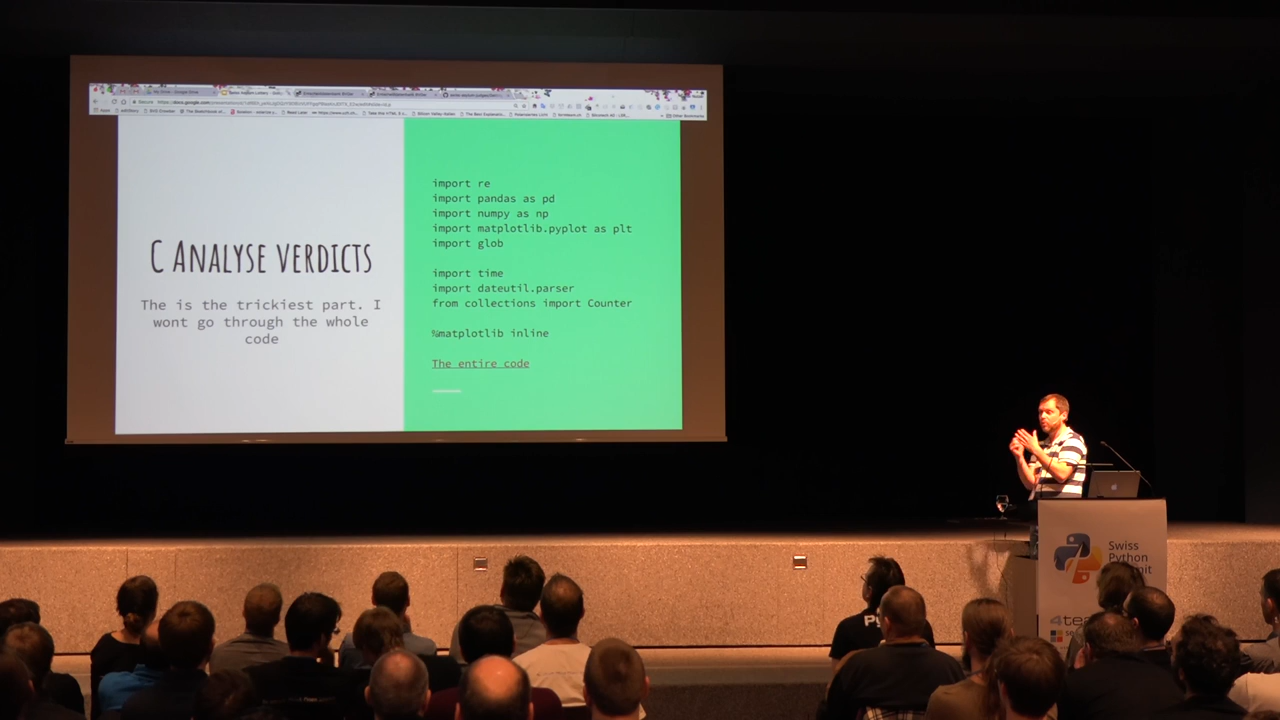 C ANALYSE VERDICTS
The is the trickiest part. I
wont go through the whole
code
import re
import pandas as pd
import numpy as np
import matplotlib.pyplot as plt
import glob
import time
import dateutil.parser
from collections import Counter
%matplotlib inline
The entire code
Swiss
Python